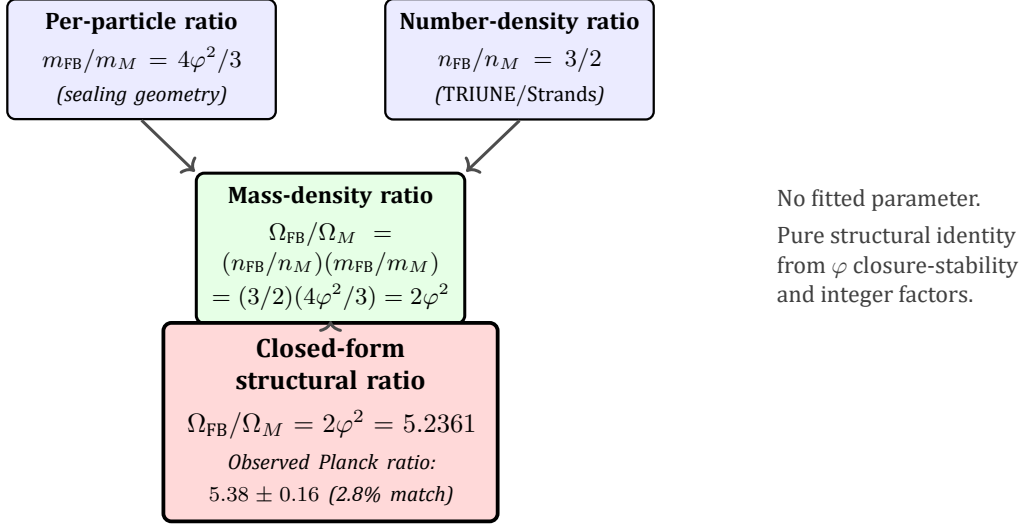 Per-particle ratio
m_FB/m_M = 4φ²/3
(sealing geometry)
Number-density ratio
n_FB/n_M = 3/2
(TRIUNE/Strands)
Mass-density ratio
Ω_FB/Ω_M =
(n_FB/n_M)(m_FB/m_M)
= (3/2)(4φ²/3) = 2φ²
No fitted parameter.
Pure structural identity
from φ closure-stability
and integer factors.
Closed-form
structural ratio
Ω_FB/Ω_M = 2φ² = 5.2361
Observed Planck ratio:
5.38 ± 0.16 (2.8% match)